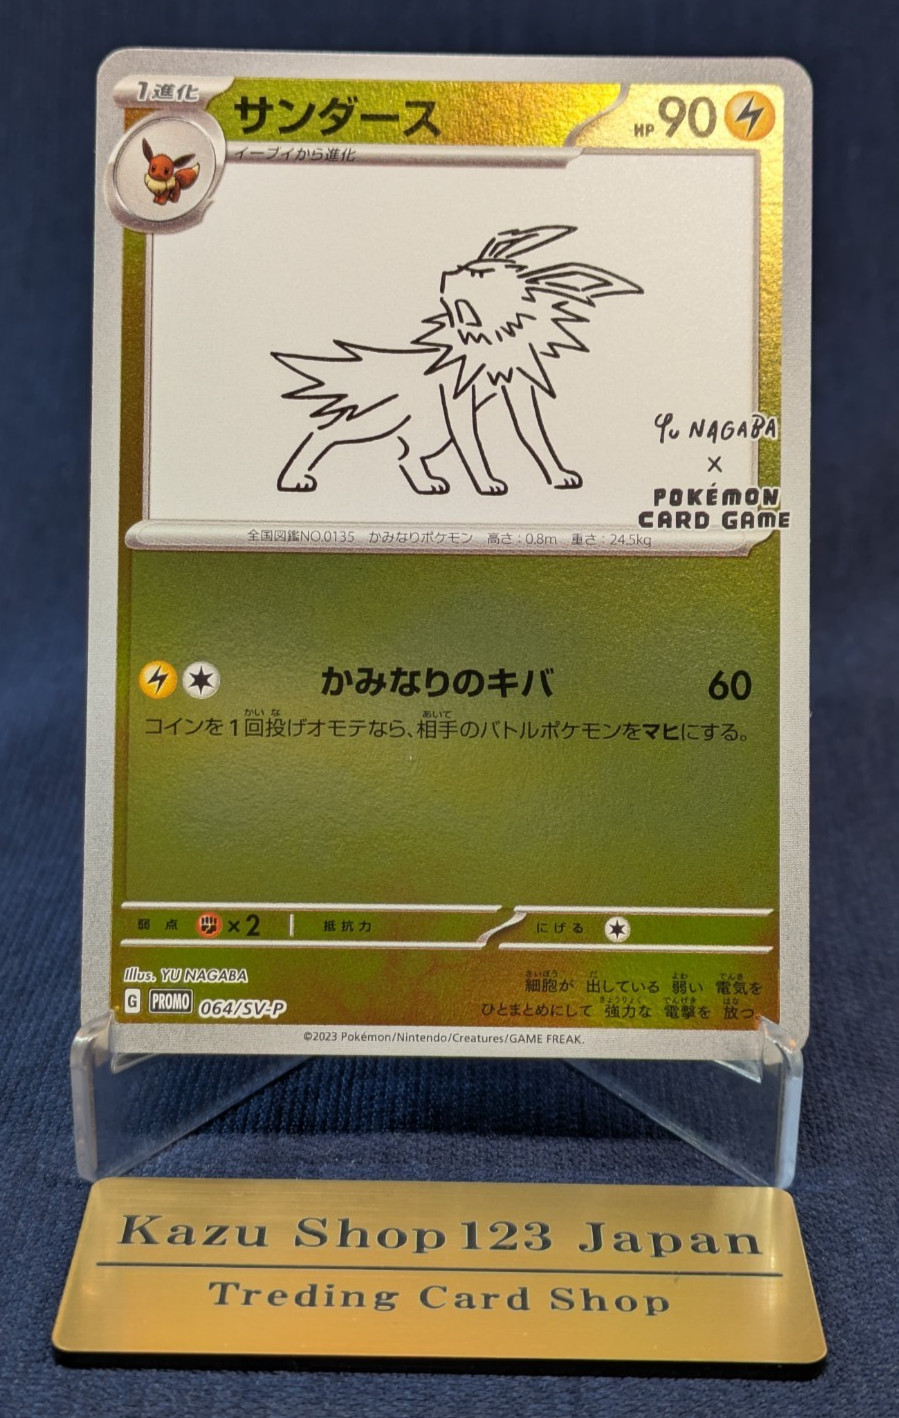 1進化
サンダース
HP 90
イーブイから進化
Yu NAGABA
×
POKÉMON
CARD GAME
全国図鑑NO.0135 かみなりポケモン 高さ:0.8m 重さ:24.5kg
かみなりのキバ 60
コインを1回投げオモテなら、相手のバトルポケモンをマヒにする。
弱点 ×2 抵抗力 にげる
Illus. YU NAGABA
G PROMO 064/SV-P
細胞が 出している 弱い 電気を
ひとまとめにして 強力な 電撃を 放つ。
©2023 Pokémon/Nintendo/Creatures/GAME FREAK.
Kazu Shop123 Japan
Treding Card Shop